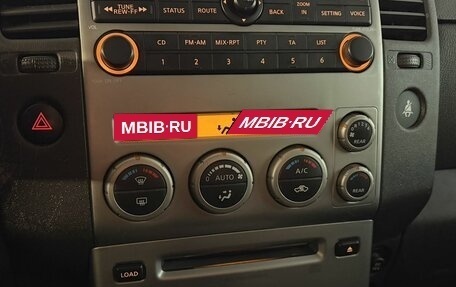 TUNE
REW-FF
STATUS
ROUTE
BACK
ZOOM
IN
SETTING
VOICE
VOL
CD
FM-AM
MIX-RPT
PTY
TA
LIST
1
2
3
4
5
6
MBIB.RU
MBIB.RU
REAR
AUTO
A/C
REAR
LOAD